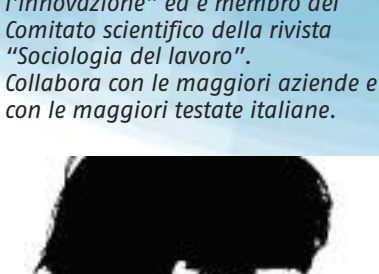 l'innovazione" ed è membro del
Comitato scientifico della rivista
"Sociologia del lavoro".
Collabora con le maggiori aziende e
con le maggiori testate italiane.